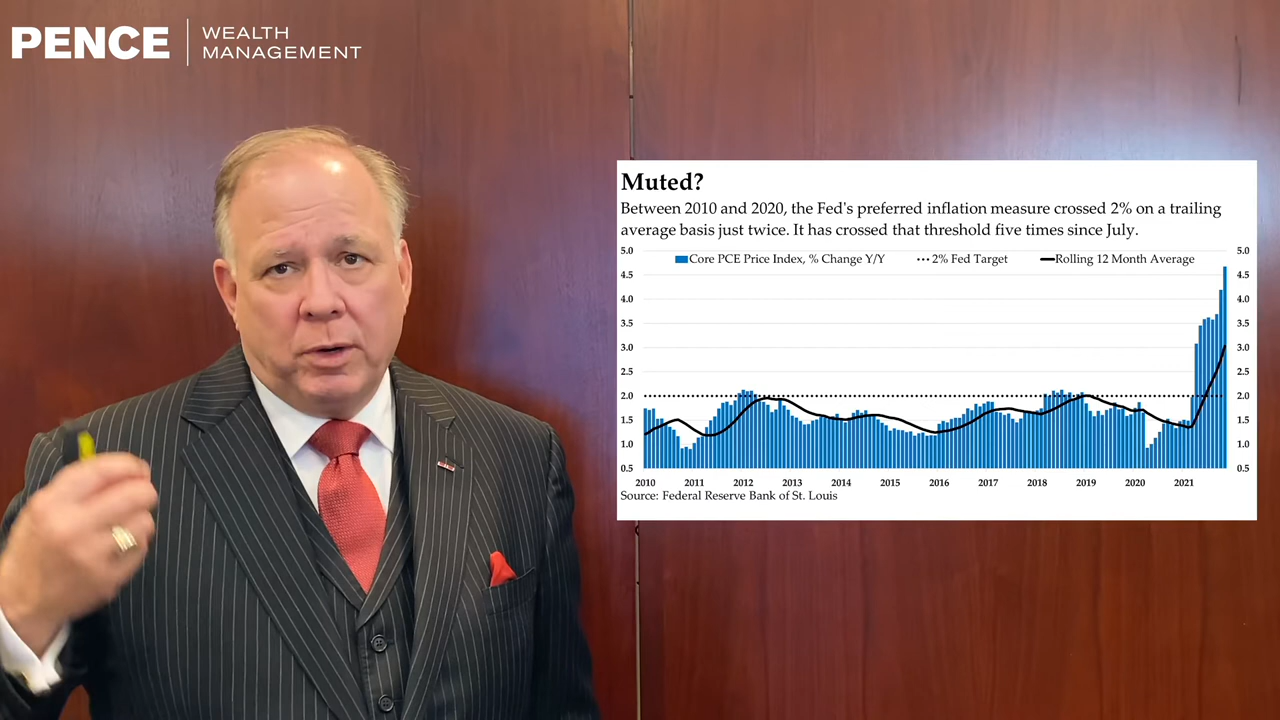 PENCE
WEALTH
MANAGEMENT
Muted?
Between 2010 and 2020, the Fed's preferred inflation measure crossed 2% on a trailing
average basis just twice. It has crossed that threshold five times since July.
5.0 5.0
Core PCE Price Index, % Change Y/Y 2% Fed Target Rolling 12 Month Average
4.5 4.5
4.0 4.0
3.5 3.5
3.0 3.0
2.5 2.5
2.0 2.0
1.5 1.5
1.0 1.0
0.5 0.5
2010 2011 2012 2013 2014 2015 2016 2017 2018 2019 2020 2021
Source: Federal Reserve Bank of St. Louis